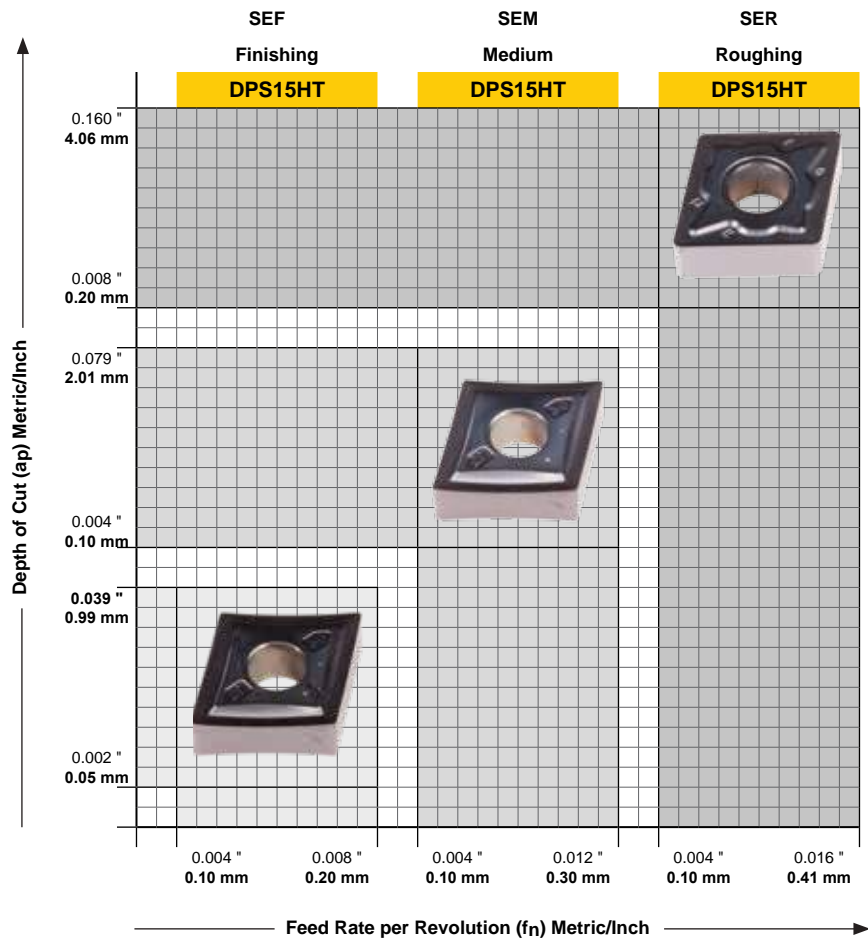 SEF
SEM
SER
Finishing
Medium
Roughing
DPS15HT
DPS15HT
DPS15HT
Depth of Cut (ap) Metric/Inch
0.160 "
4.06 mm
0.008 "
0.20 mm
0.079 "
2.01 mm
0.004 "
0.10 mm
0.039 "
0.99 mm
0.002 "
0.05 mm
0.004 " 0.008 "
0.10 mm 0.20 mm
0.004 " 0.012 "
0.10 mm 0.30 mm
0.004 " 0.016 "
0.10 mm 0.41 mm
Feed Rate per Revolution (fn) Metric/Inch